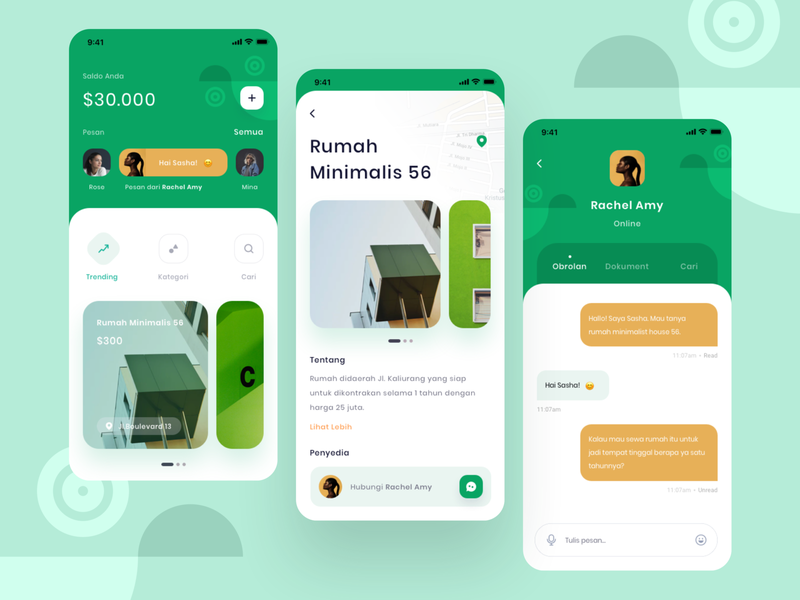 9:41
Saldo Anda
$30.000
Pesan
Semua
Hai Sasha! 😊
Rose
Pesan dari Rachel Amy
Mina
Trending
Kategori
Cari
Rumah Minimalis 56
$300
Jl.Boulevard 13
C
9:41
Rumah
Minimalis 56
Tentang
Rumah didaerah Jl. Kaliurang yang siap
untuk dikontrakan selama 1 tahun dengan
harga 25 juta.
Lihat Lebih
Penyedia
Hubungi Rachel Amy
9:41
Rachel Amy
Online
Obrolan
Dokument
Cari
Hallo! Saya Sasha. Mau tanya
rumah minimalist house 56.
11:07am • Read
Hai Sasha! 😊
11:07am
Kalau mau sewa rumah itu untuk
jadi tempat tinggal berapa ya satu
tahunnya?
11:07am • Unread
Tulis pesan..